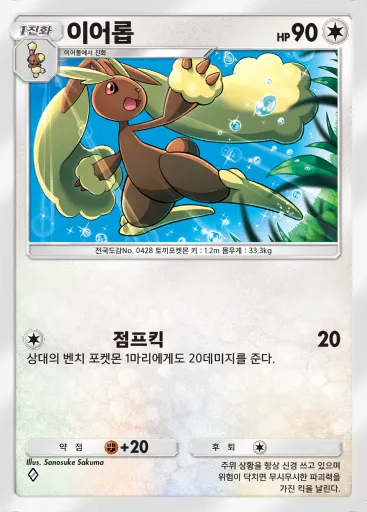 1진화
이어롭
HP 90
이어롤에서 진화
전국도감No. 0428 토끼포켓몬 키 : 1.2m 몸무게 : 33.3kg
점프킥 20
상대의 벤치 포켓몬 1마리에게도 20데미지를 준다.
약 점 +20
후 퇴
Illus. Sanosuke Sakuma
주위 상황을 항상 신경 쓰고 있으며
위험이 닥치면 무시무시한 파괴력을
가진 킥을 날린다.